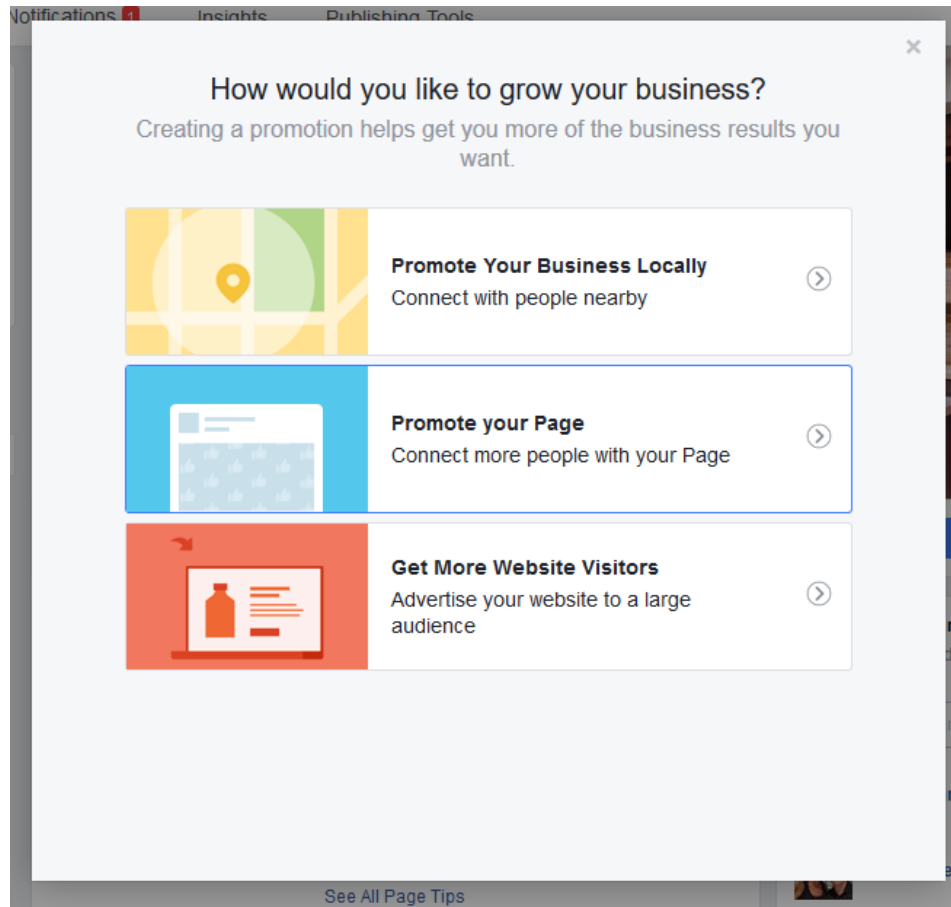 Notifications 1 Insights Publishing Tools
How would you like to grow your business?
Creating a promotion helps get you more of the business results you
want.
Promote Your Business Locally
Connect with people nearby
Promote your Page
Connect more people with your Page
Get More Website Visitors
Advertise your website to a large
audience
See All Page Tips